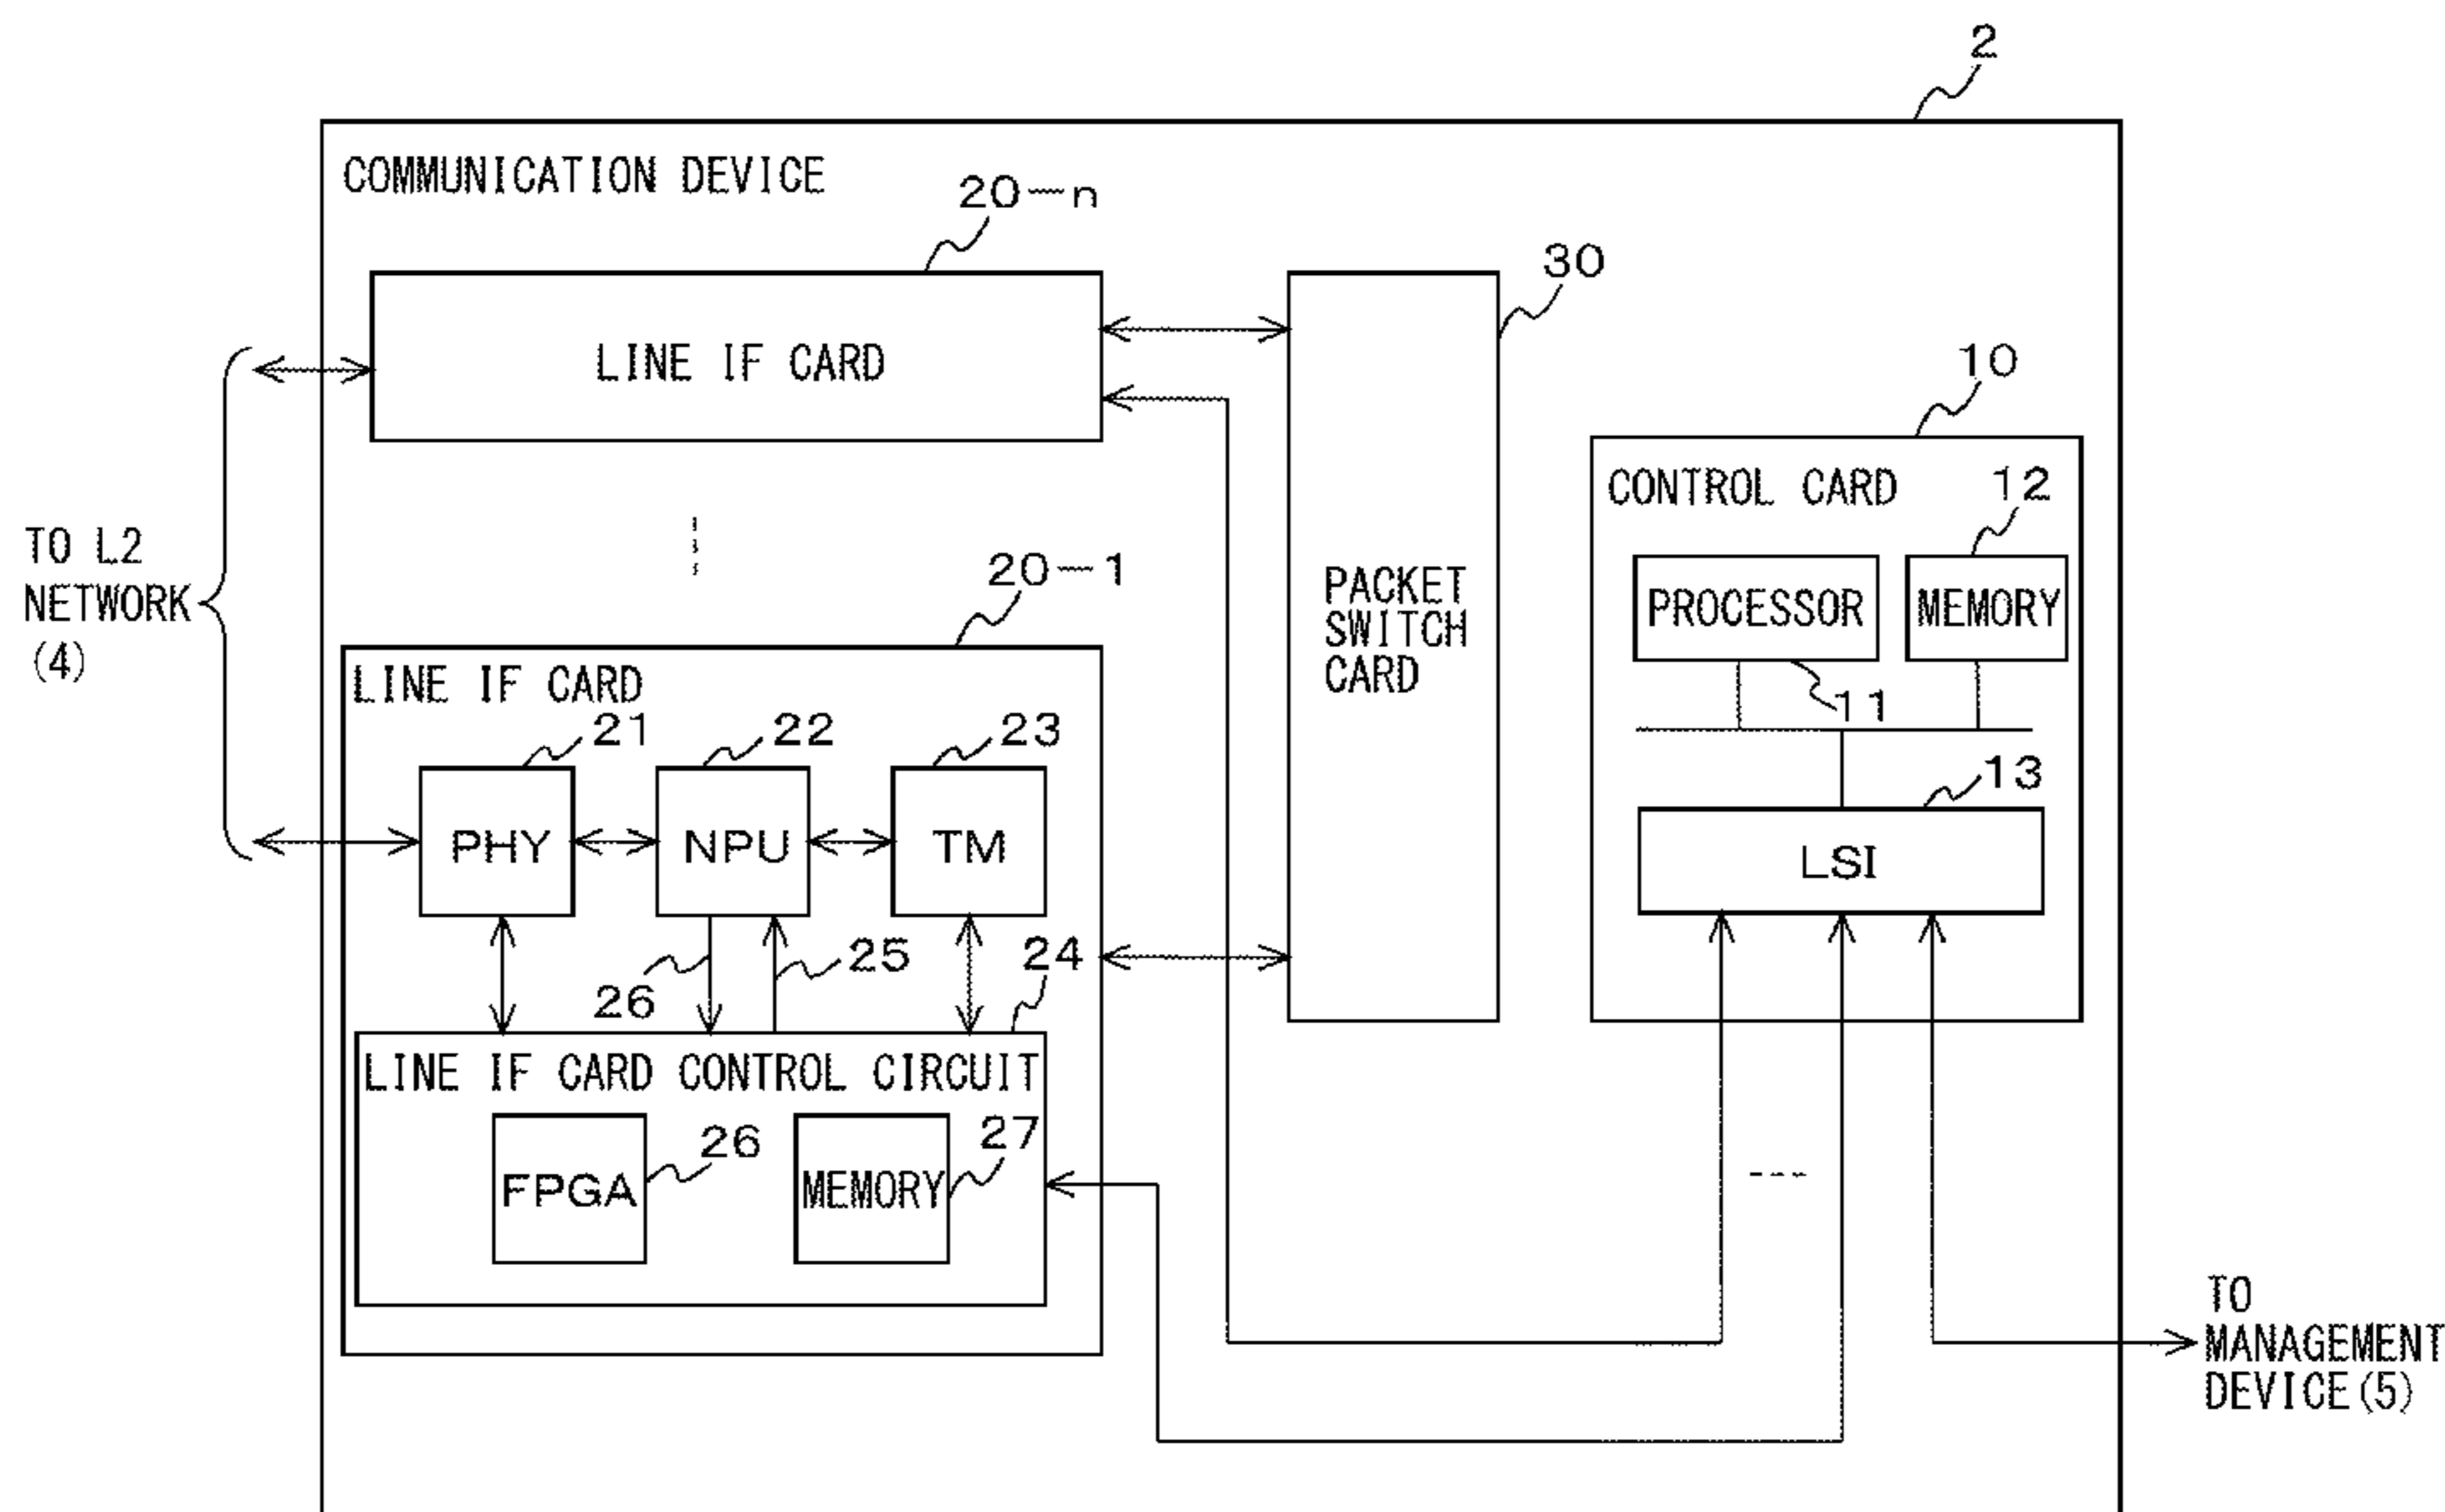 2
COMMUNICATION DEVICE
20-n
30
LINE IF CARD
10
CONTROL CARD
12
TO L2
NETWORK
(4)
20-1
PACKET
SWITCH
CARD
PROCESSOR
MEMORY
11
LINE IF CARD
21
22
23
13
PHY
NPU
TM
LSI
26
25
24
LINE IF CARD CONTROL CIRCUIT
26
27
FPGA
MEMORY
TO
MANAGEMENT
DEVICE(5)